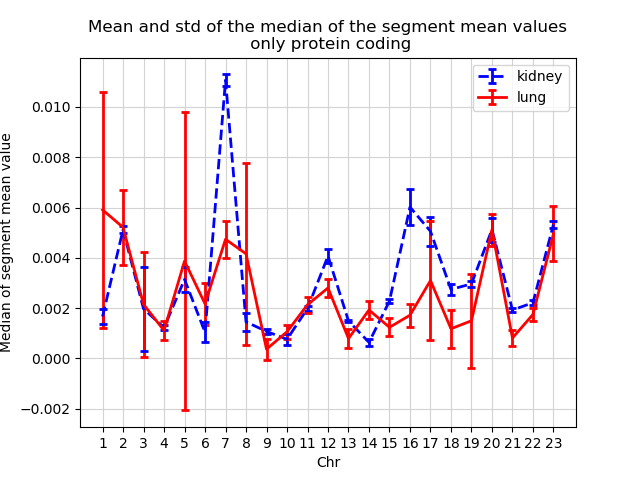 Mean and std of the median of the segment mean values
only protein coding
kidney
lung
Median of segment mean value
0.010
0.008
0.006
0.004
0.002
0.000
−0.002
1 2 3 4 5 6 7 8 9 10 11 12 13 14 15 16 17 18 19 20 21 22 23
Chr